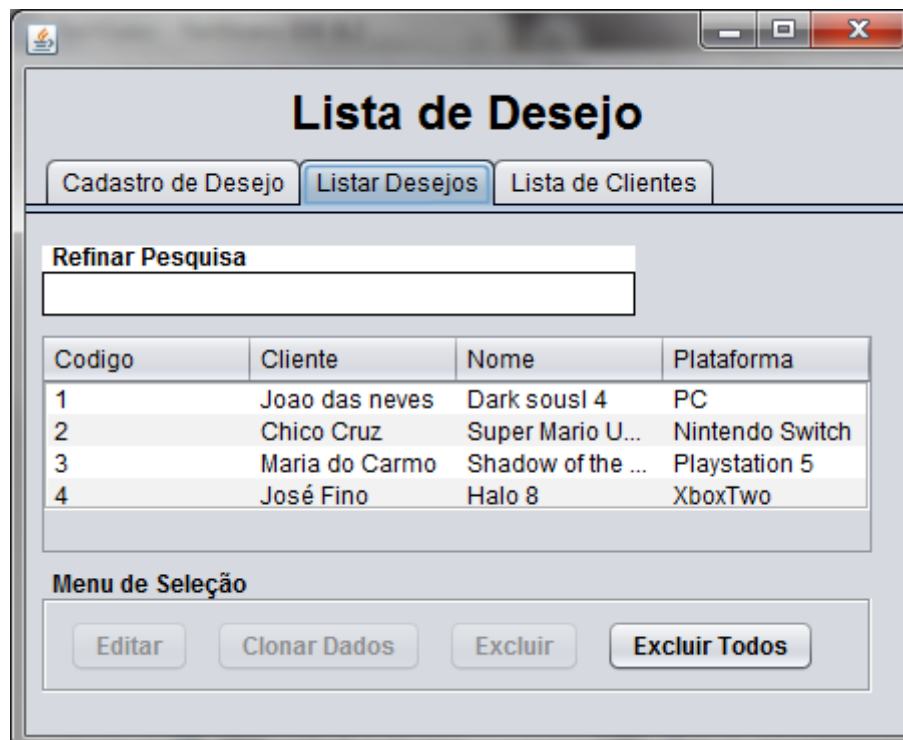 Lista de Desejo
Cadastro de Desejo Listar Desejos Lista de Clientes
Refinar Pesquisa
Codigo Cliente Nome Plataforma
1 Joao das neves Dark sousl 4 PC
2 Chico Cruz Super Mario U... Nintendo Switch
3 Maria do Carmo Shadow of the ... Playstation 5
4 José Fino Halo 8 XboxTwo
Menu de Seleção
Editar Clonar Dados Excluir Excluir Todos